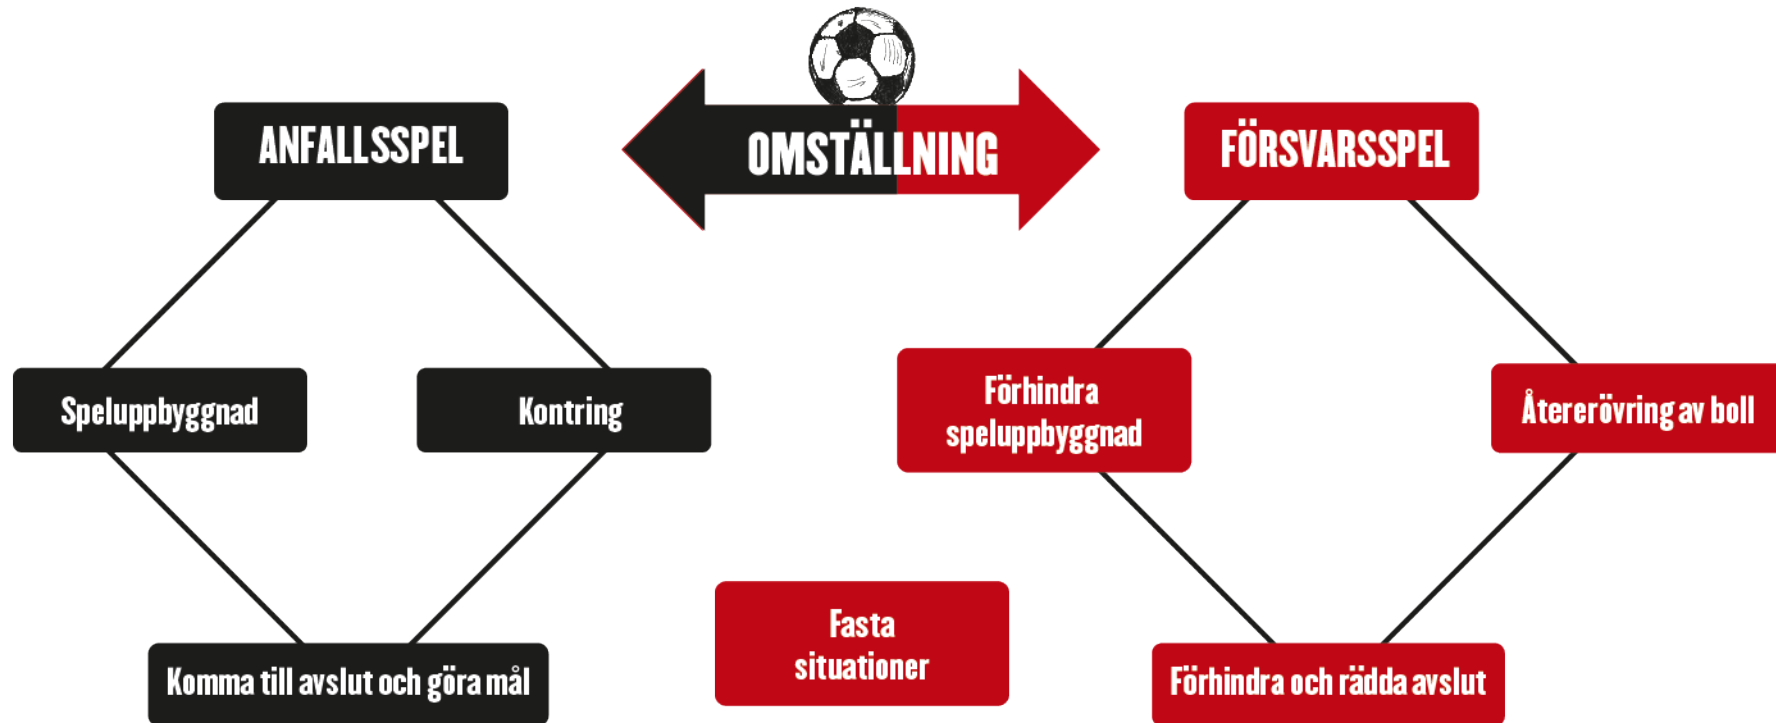 ANFALLSSPEL
OMSTÄLLNING
FÖRSVARSSPEL
Speluppbyggnad
Kontring
Förhindra
speluppbyggnad
Återerövring av boll
Fasta
situationer
Komma till avslut och göra mål
Förhindra och rädda avslut